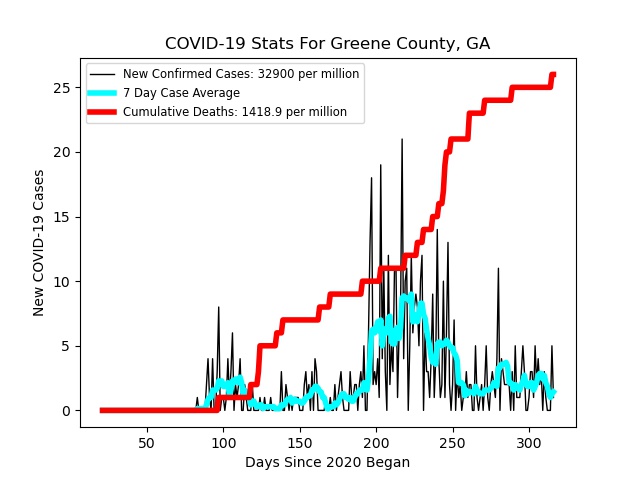 COVID-19 Stats For Greene County, GA
New Confirmed Cases: 32900 per million
7 Day Case Average
Cumulative Deaths: 1418.9 per million
New COVID-19 Cases
25
20
15
10
5
0
50 100 150 200 250 300
Days Since 2020 Began